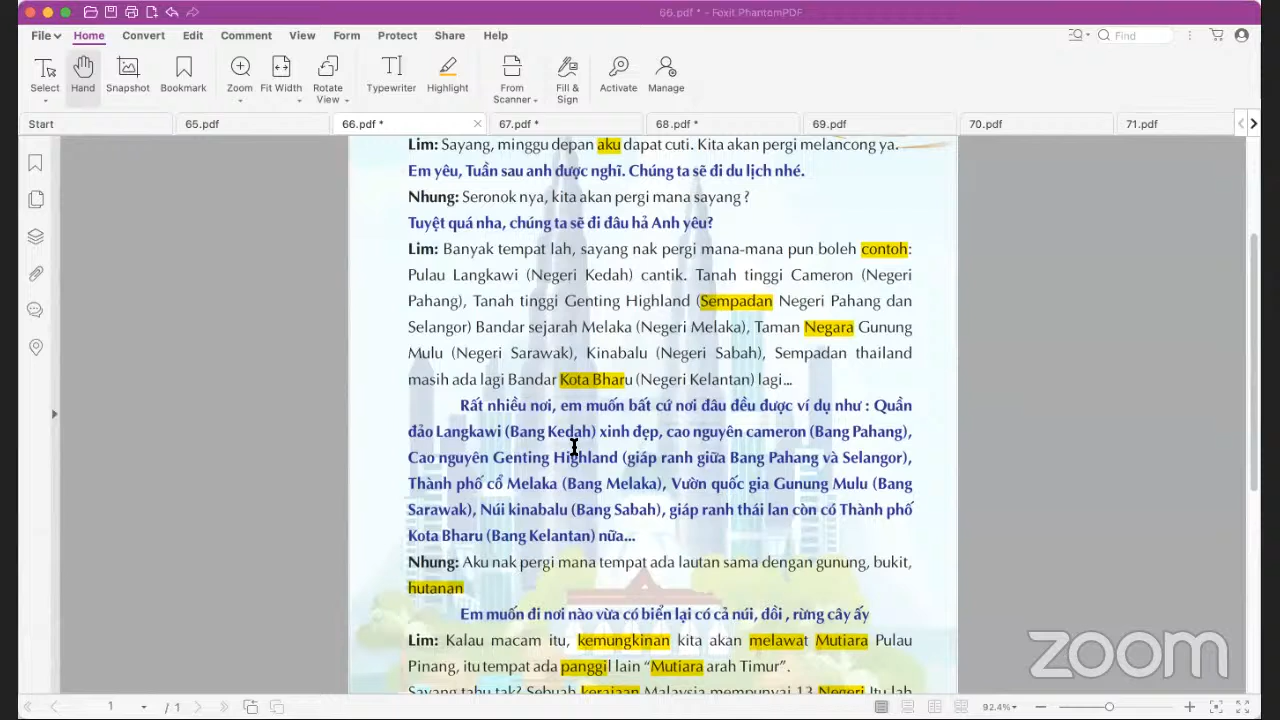 66.pdf * - Foxit PhantomPDF
File Home Convert Edit Comment View Form Protect Share Help
Find
Select Hand Snapshot Bookmark Zoom Fit Width Rotate View Typewriter Highlight From Scanner Fill & Sign Activate Manage
Start 65.pdf 66.pdf * 67.pdf * 68.pdf * 69.pdf 70.pdf 71.pdf
Lim: Sayang, minggu depan aku dapat cuti. Kita akan pergi melancong ya.
Em yêu, Tuần sau anh được nghĩ. Chúng ta sẽ đi du lịch nhé.
Nhung: Seronok nya, kita akan pergi mana sayang ?
Tuyệt quá nha, chúng ta sẽ đi đâu hả Anh yêu?
Lim: Banyak tempat lah, sayang nak pergi mana-mana pun boleh contoh:
Pulau Langkawi (Negeri Kedah) cantik. Tanah tinggi Cameron (Negeri
Pahang), Tanah tinggi Genting Highland (Sempadan Negeri Pahang dan
Selangor) Bandar sejarah Melaka (Negeri Melaka), Taman Negara Gunung
Mulu (Negeri Sarawak), Kinabalu (Negeri Sabah), Sempadan thailand
masih ada lagi Bandar Kota Bharu (Negeri Kelantan) lagi...
Rất nhiều nơi, em muốn bất cứ nơi đâu đều được ví dụ như : Quần
đảo Langkawi (Bang Kedah) xinh đẹp, cao nguyên cameron (Bang Pahang),
Cao nguyên Genting Highland (giáp ranh giữa Bang Pahang và Selangor),
Thành phố cổ Melaka (Bang Melaka), Vườn quốc gia Gunung Mulu (Bang
Sarawak), Núi kinabalu (Bang Sabah), giáp ranh thái lan còn có Thành phố
Kota Bharu (Bang Kelantan) nữa...
Nhung: Aku nak pergi mana tempat ada lautan sama dengan gunung, bukit,
hutanan
Em muốn đi nơi nào vừa có biển lại có cả núi, đồi , rừng cây ấy
Lim: Kalau macam itu, kemungkinan kita akan melawat Mutiara Pulau
Pinang, itu tempat ada panggil lain “Mutiara arah Timur”.
Sayang tahu tak? Sebuah kerajaan Malaysia mempunyai 13 Negeri Itu lah
zoom
1 / 1 92.4%